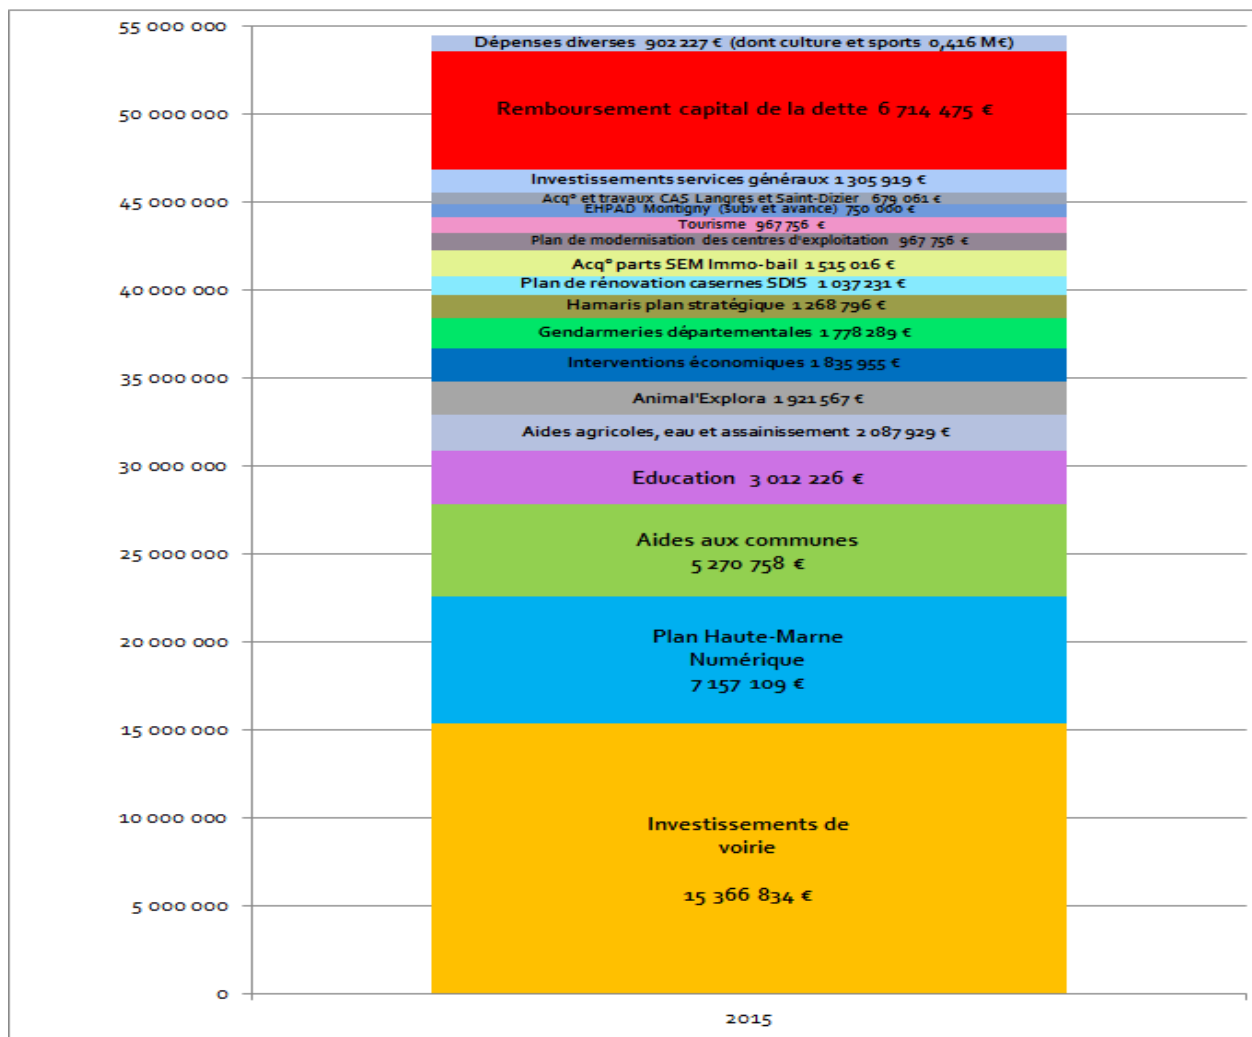 55 000 000
50 000 000
45 000 000
40 000 000
35 000 000
30 000 000
25 000 000
20 000 000
15 000 000
10 000 000
5 000 000
0
Dépenses diverses 902 227 € (dont culture et sports 0,416 M€)
Remboursement capital de la dette 6 714 475 €
Investissements services généraux 1 305 919 €
Acq° et travaux CAS Langres et Saint-Dizier 679 061 €
EHPAD Montigny (subv et avance) 750 000 €
Tourisme 967 756 €
Plan de modernisation des centres d'exploitation 967 756 €
Acq° parts SEM Immo-bail 1 515 016 €
Plan de rénovation casernes SDIS 1 037 231 €
Hamaris plan stratégique 1 268 796 €
Gendarmeries départementales 1 778 289 €
Interventions économiques 1 835 955 €
Animal'Explora 1 921 567 €
Aides agricoles, eau et assainissement 2 087 929 €
Education 3 012 226 €
Aides aux communes
5 270 758 €
Plan Haute-Marne
Numérique
7 157 109 €
Investissements de
voirie
15 366 834 €
2015